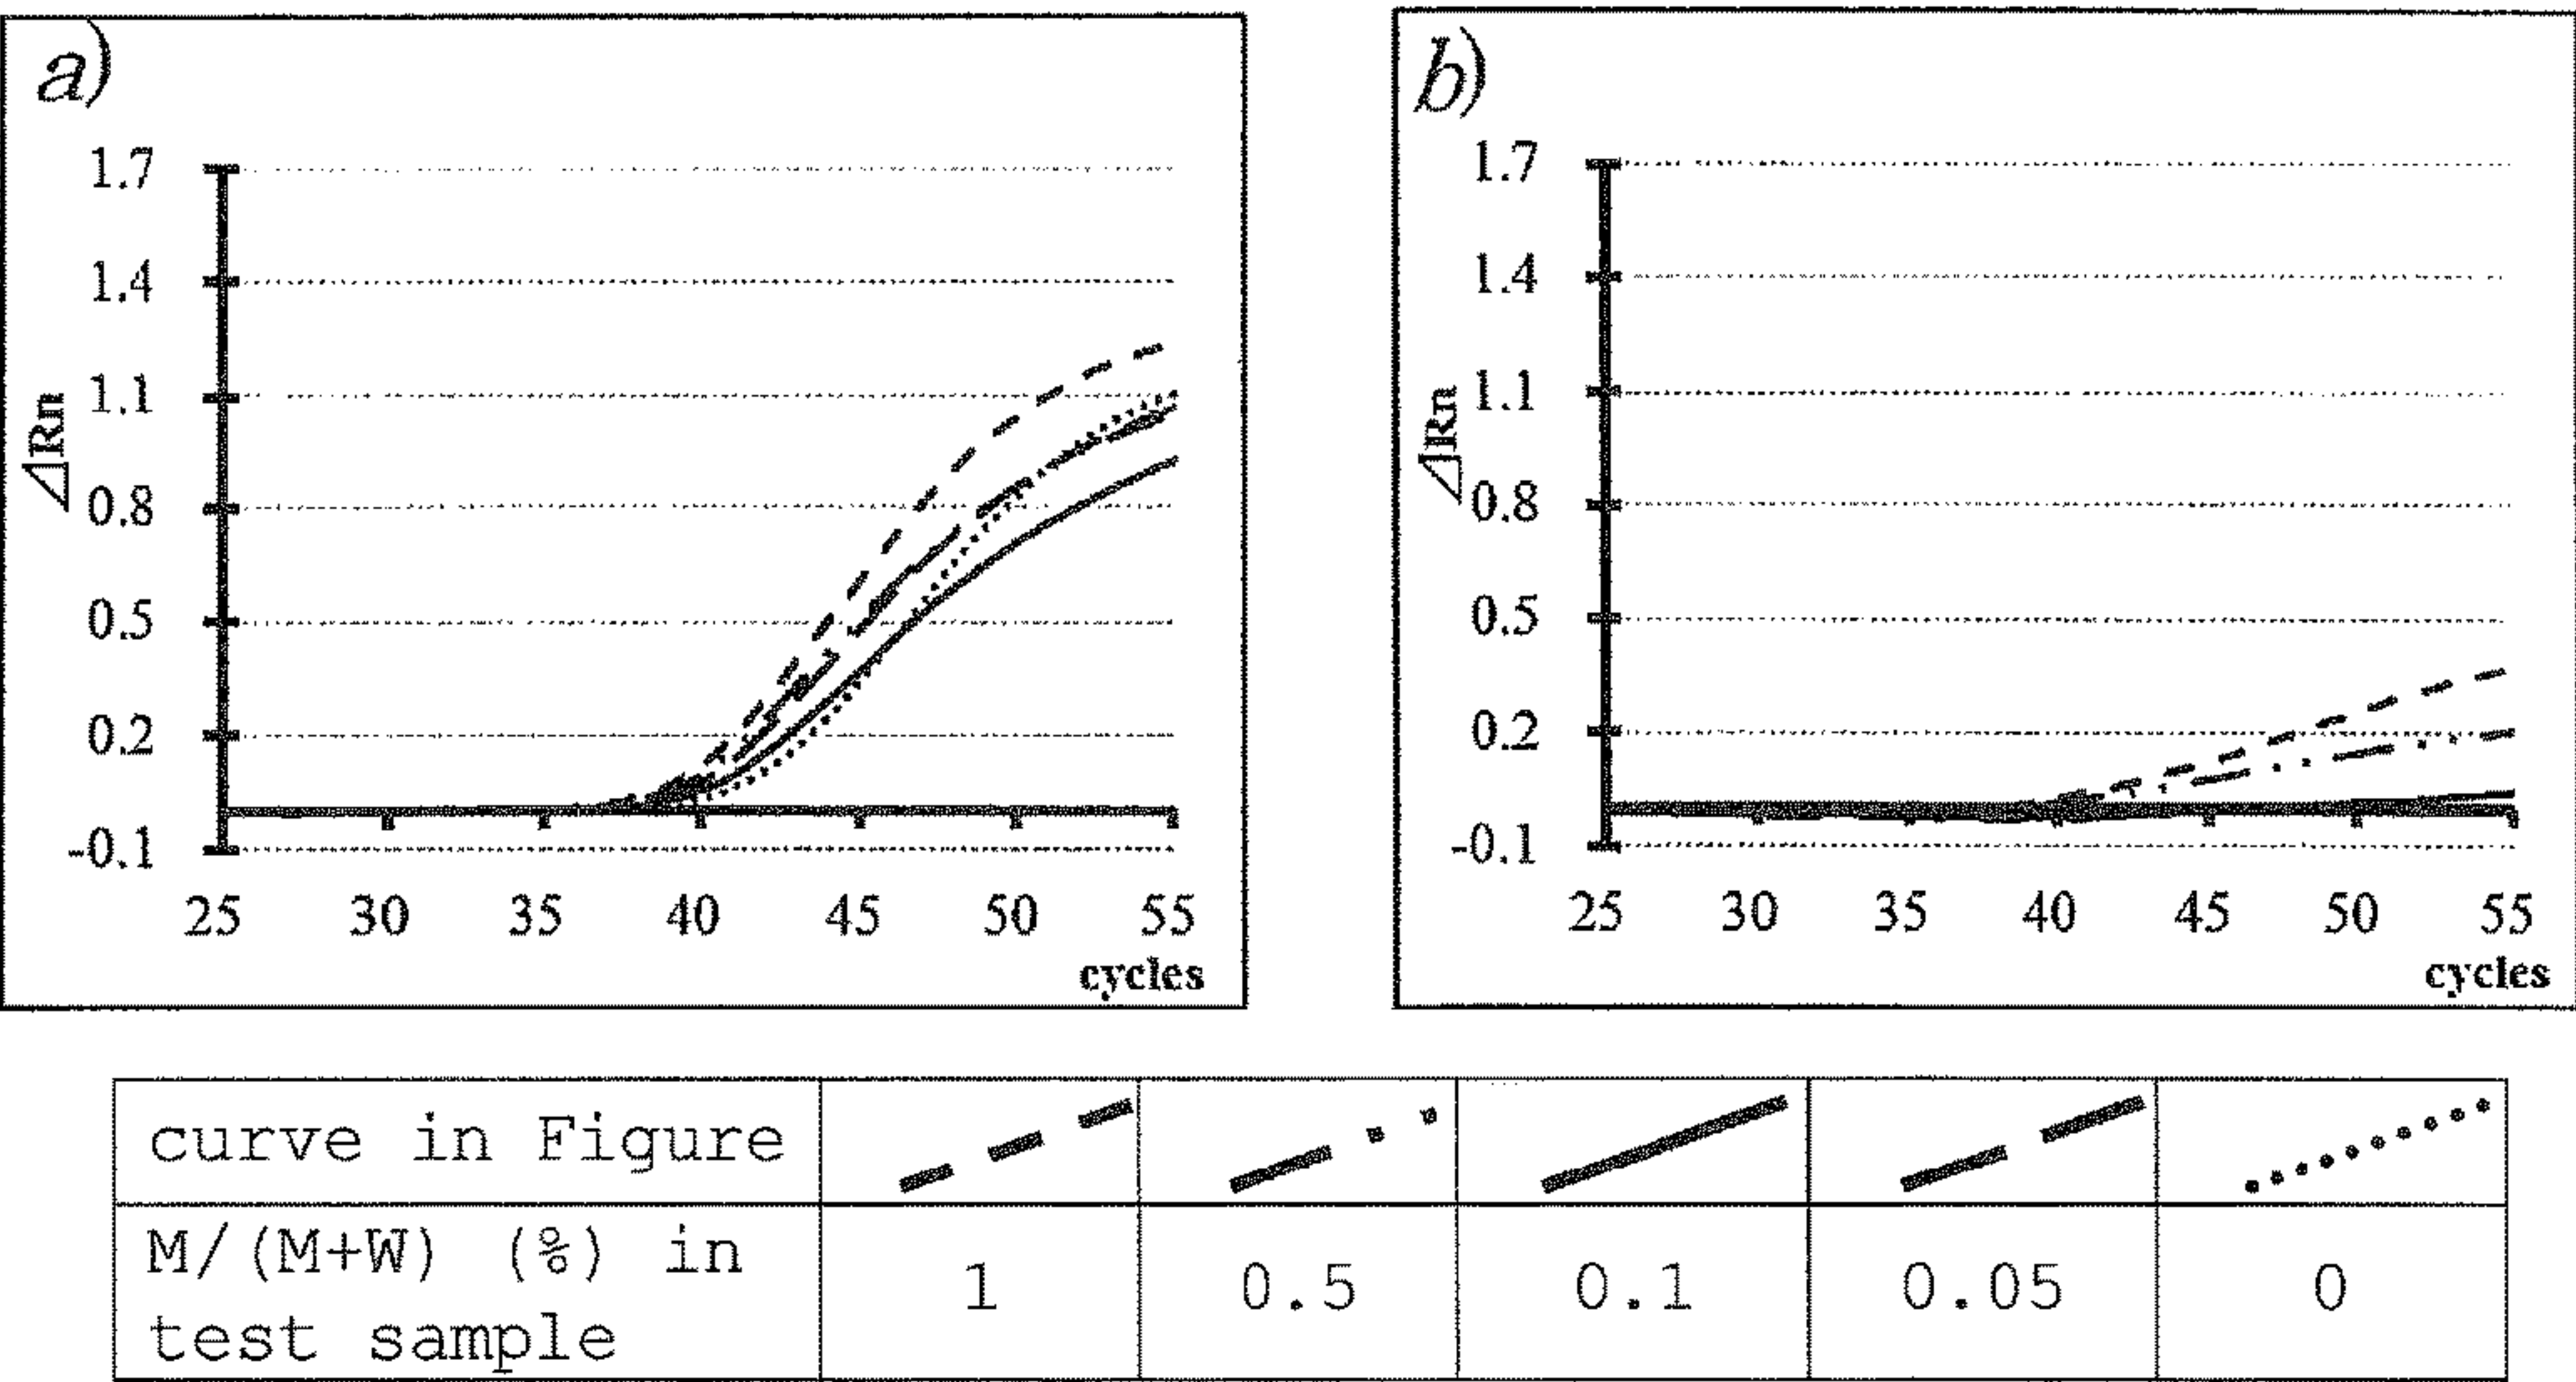 a)
1.7
1.4
1.1
0.8
0.5
0.2
-0.1
ΔRn
25 30 35 40 45 50 55
cycles
b)
1.7
1.4
1.1
0.8
0.5
0.2
-0.1
ΔRn
25 30 35 40 45 50 55
cycles
curve in Figure
M/(M+W) (%) in
test sample
1 0.5 0.1 0.05 0